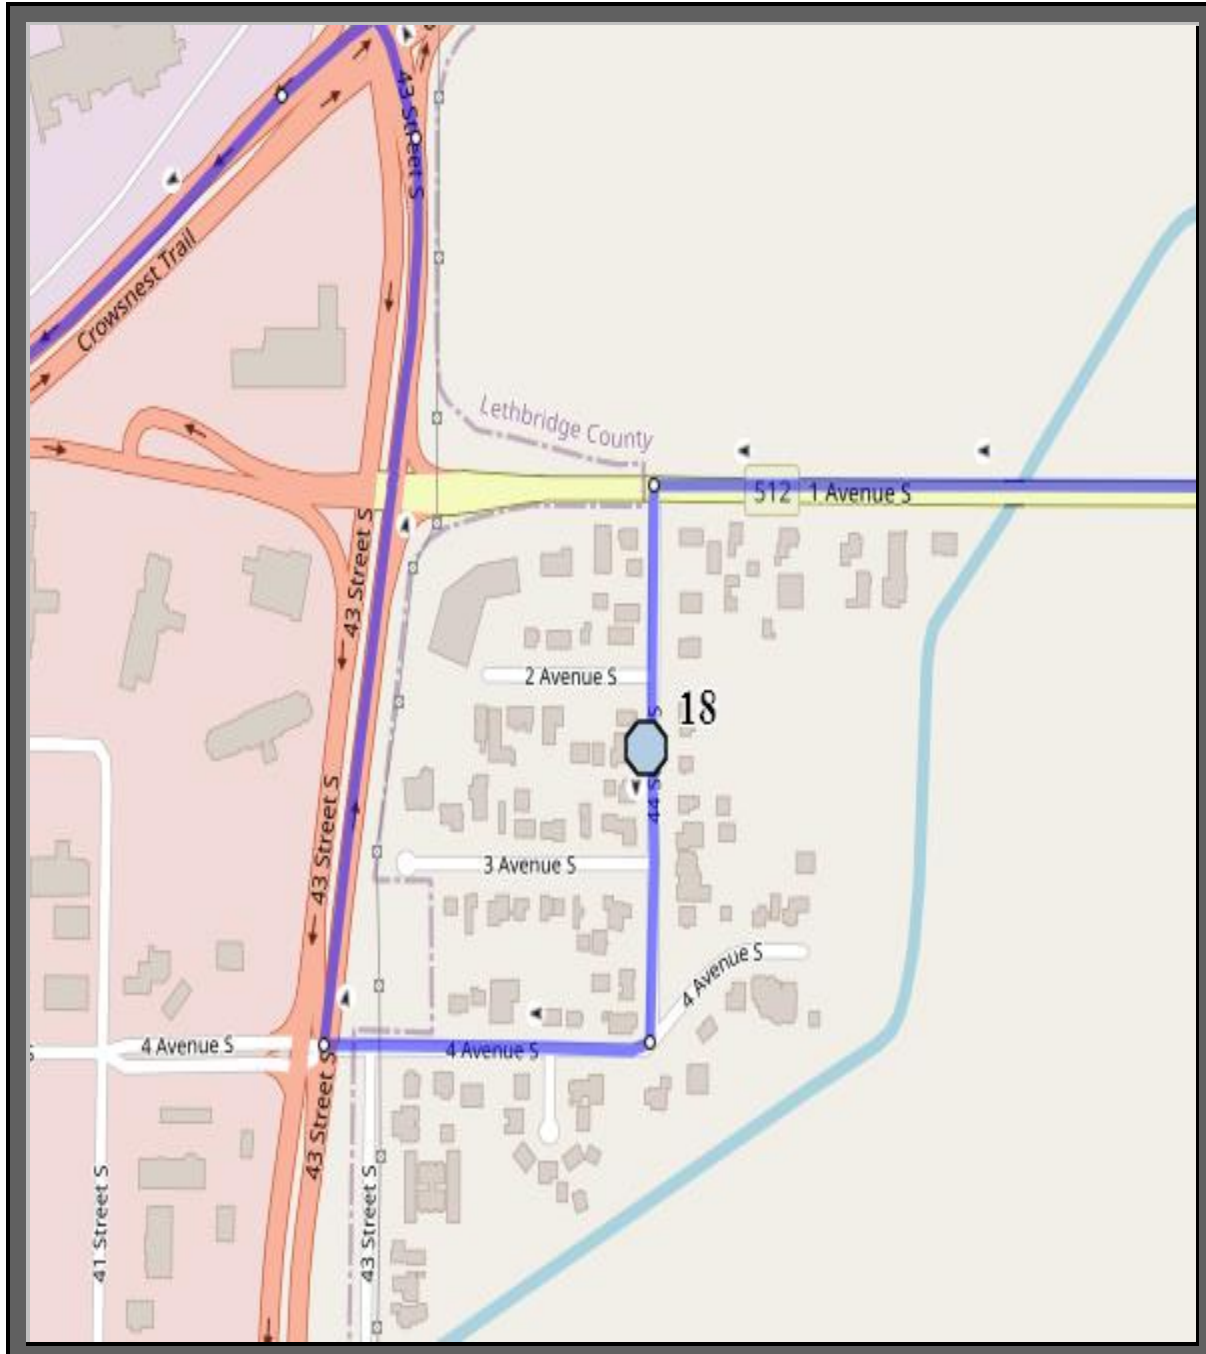 43 Street S
Crowsnest Trail
Lethbridge County
512
1 Avenue S
43 Street S
2 Avenue S
18
44 S
S
43 Street S
3 Avenue S
4 Avenue S
4 Avenue S
4 Avenue S
S
43 Street S
41 Street S
43 Street S